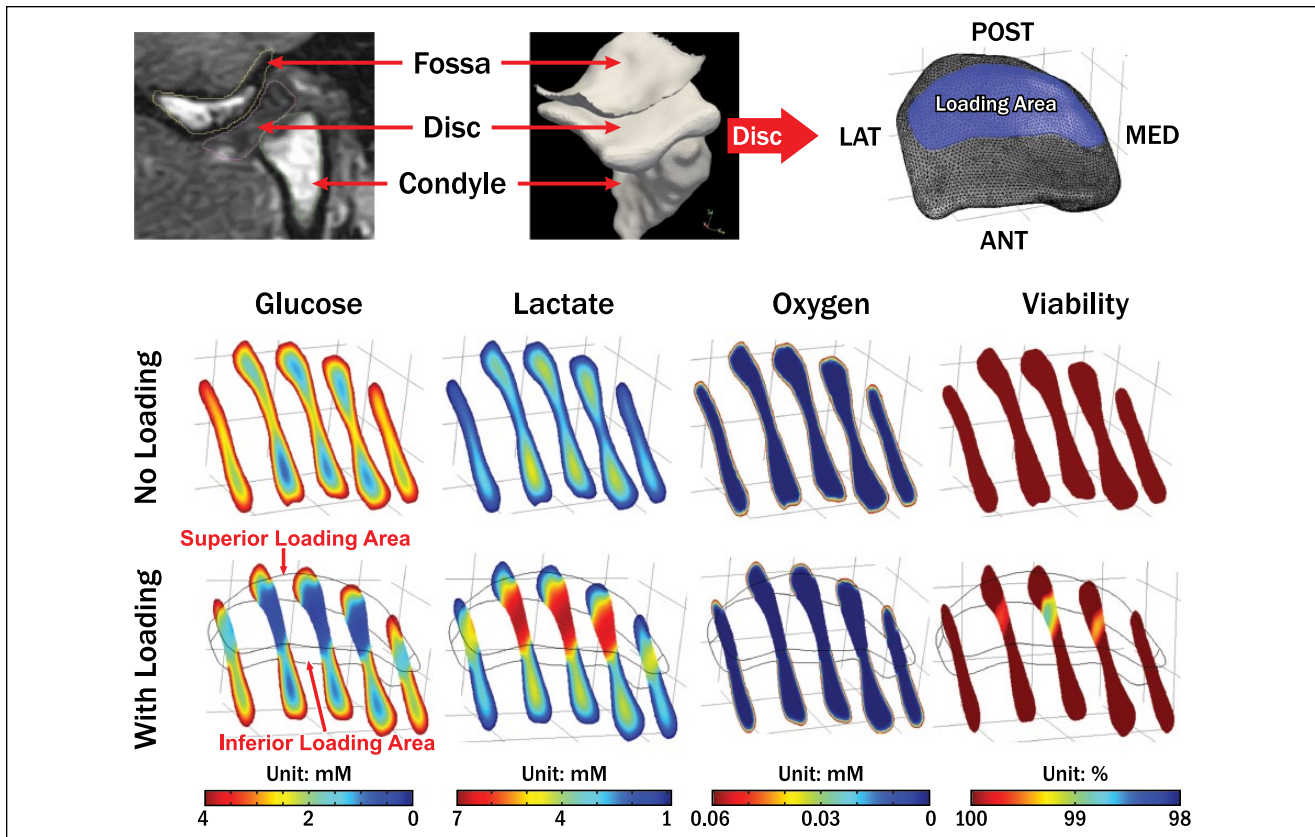 Fossa
Disc
Condyle
Disc
POST
Loading Area
LAT
MED
ANT
Glucose
Lactate
Oxygen
Viability
No Loading
With Loading
Superior Loading Area
Inferior Loading Area
Unit: mM
4 2 0
Unit: mM
7 4 1
Unit: mM
0.06 0.03 0
Unit: %
100 99 98